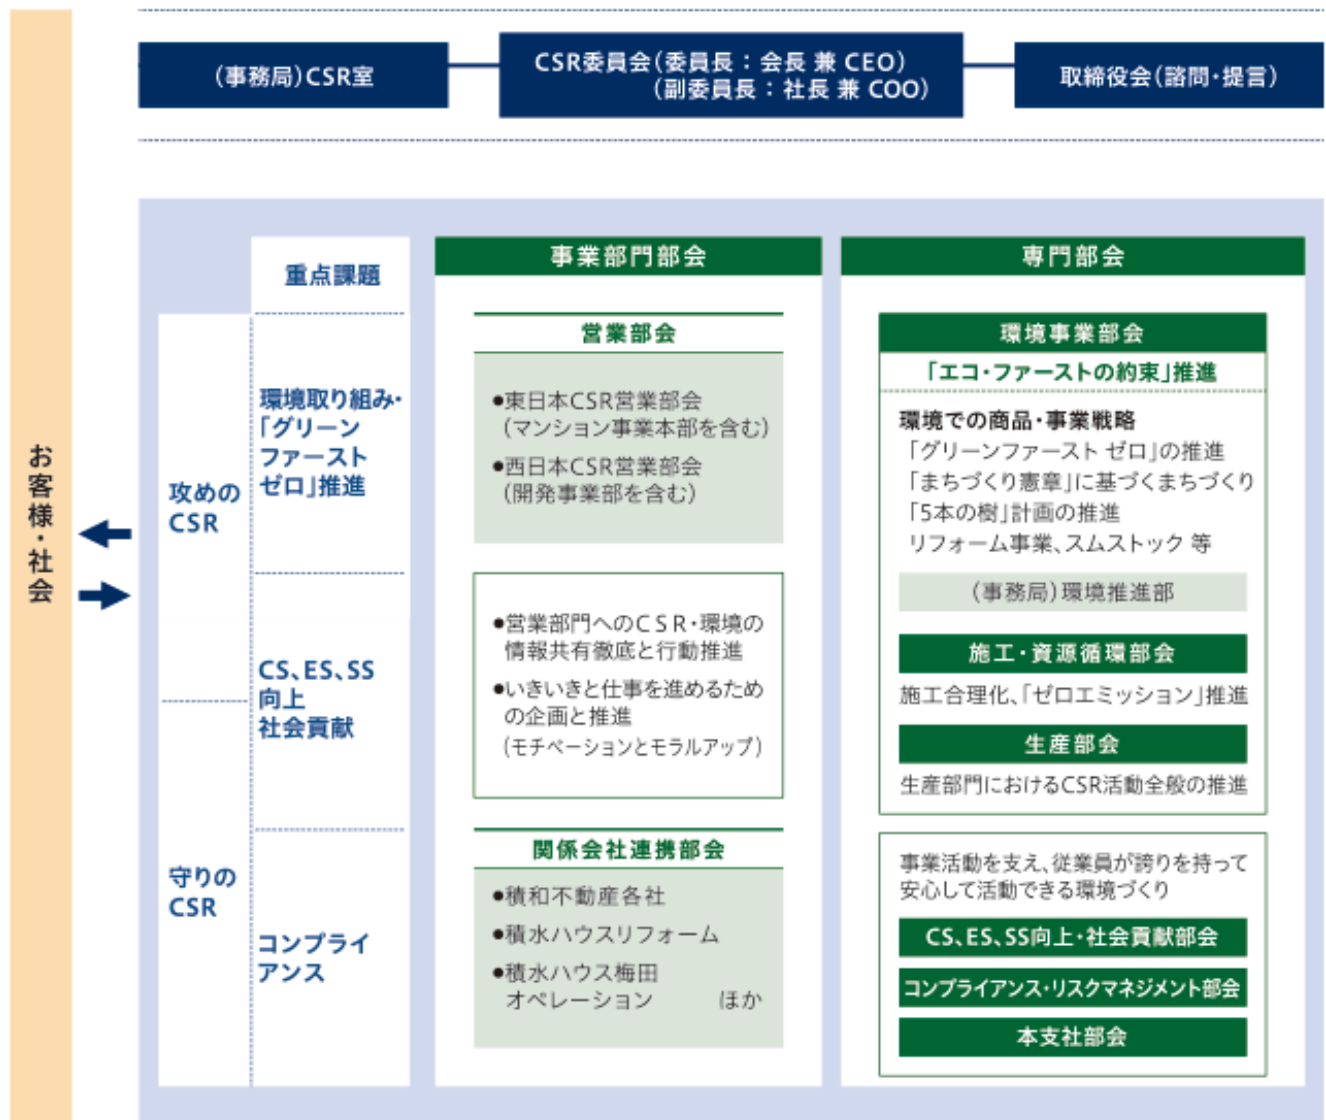 お客様・社会
(事務局)CSR室
CSR委員会(委員長：会長 兼 CEO)
(副委員長：社長 兼 COO)
取締役会(諮問・提言)
重点課題
攻めの
CSR
守りの
CSR
環境取り組み・
「グリーン
ファースト
ゼロ」推進
CS、ES、SS
向上
社会貢献
コンプライ
アンス
事業部門部会
営業部会
●東日本CSR営業部会
(マンション事業本部を含む)
●西日本CSR営業部会
(開発事業部を含む)
●営業部門へのＣＳＲ・環境の
情報共有徹底と行動推進
●いきいきと仕事を進めるため
の企画と推進
(モチベーションとモラルアップ)
関係会社連携部会
●積和不動産各社
●積水ハウスリフォーム
●積水ハウス梅田
オペレーション ほか
専門部会
環境事業部会
「エコ・ファーストの約束」推進
環境での商品・事業戦略
「グリーンファースト ゼロ」の推進
「まちづくり憲章」に基づくまちづくり
「5本の樹」計画の推進
リフォーム事業、スムストック 等
(事務局)環境推進部
施工・資源循環部会
施工合理化、「ゼロエミッション」推進
生産部会
生産部門におけるCSR活動全般の推進
事業活動を支え、従業員が誇りを持って
安心して活動できる環境づくり
CS、ES、SS向上・社会貢献部会
コンプライアンス・リスクマネジメント部会
本支社部会